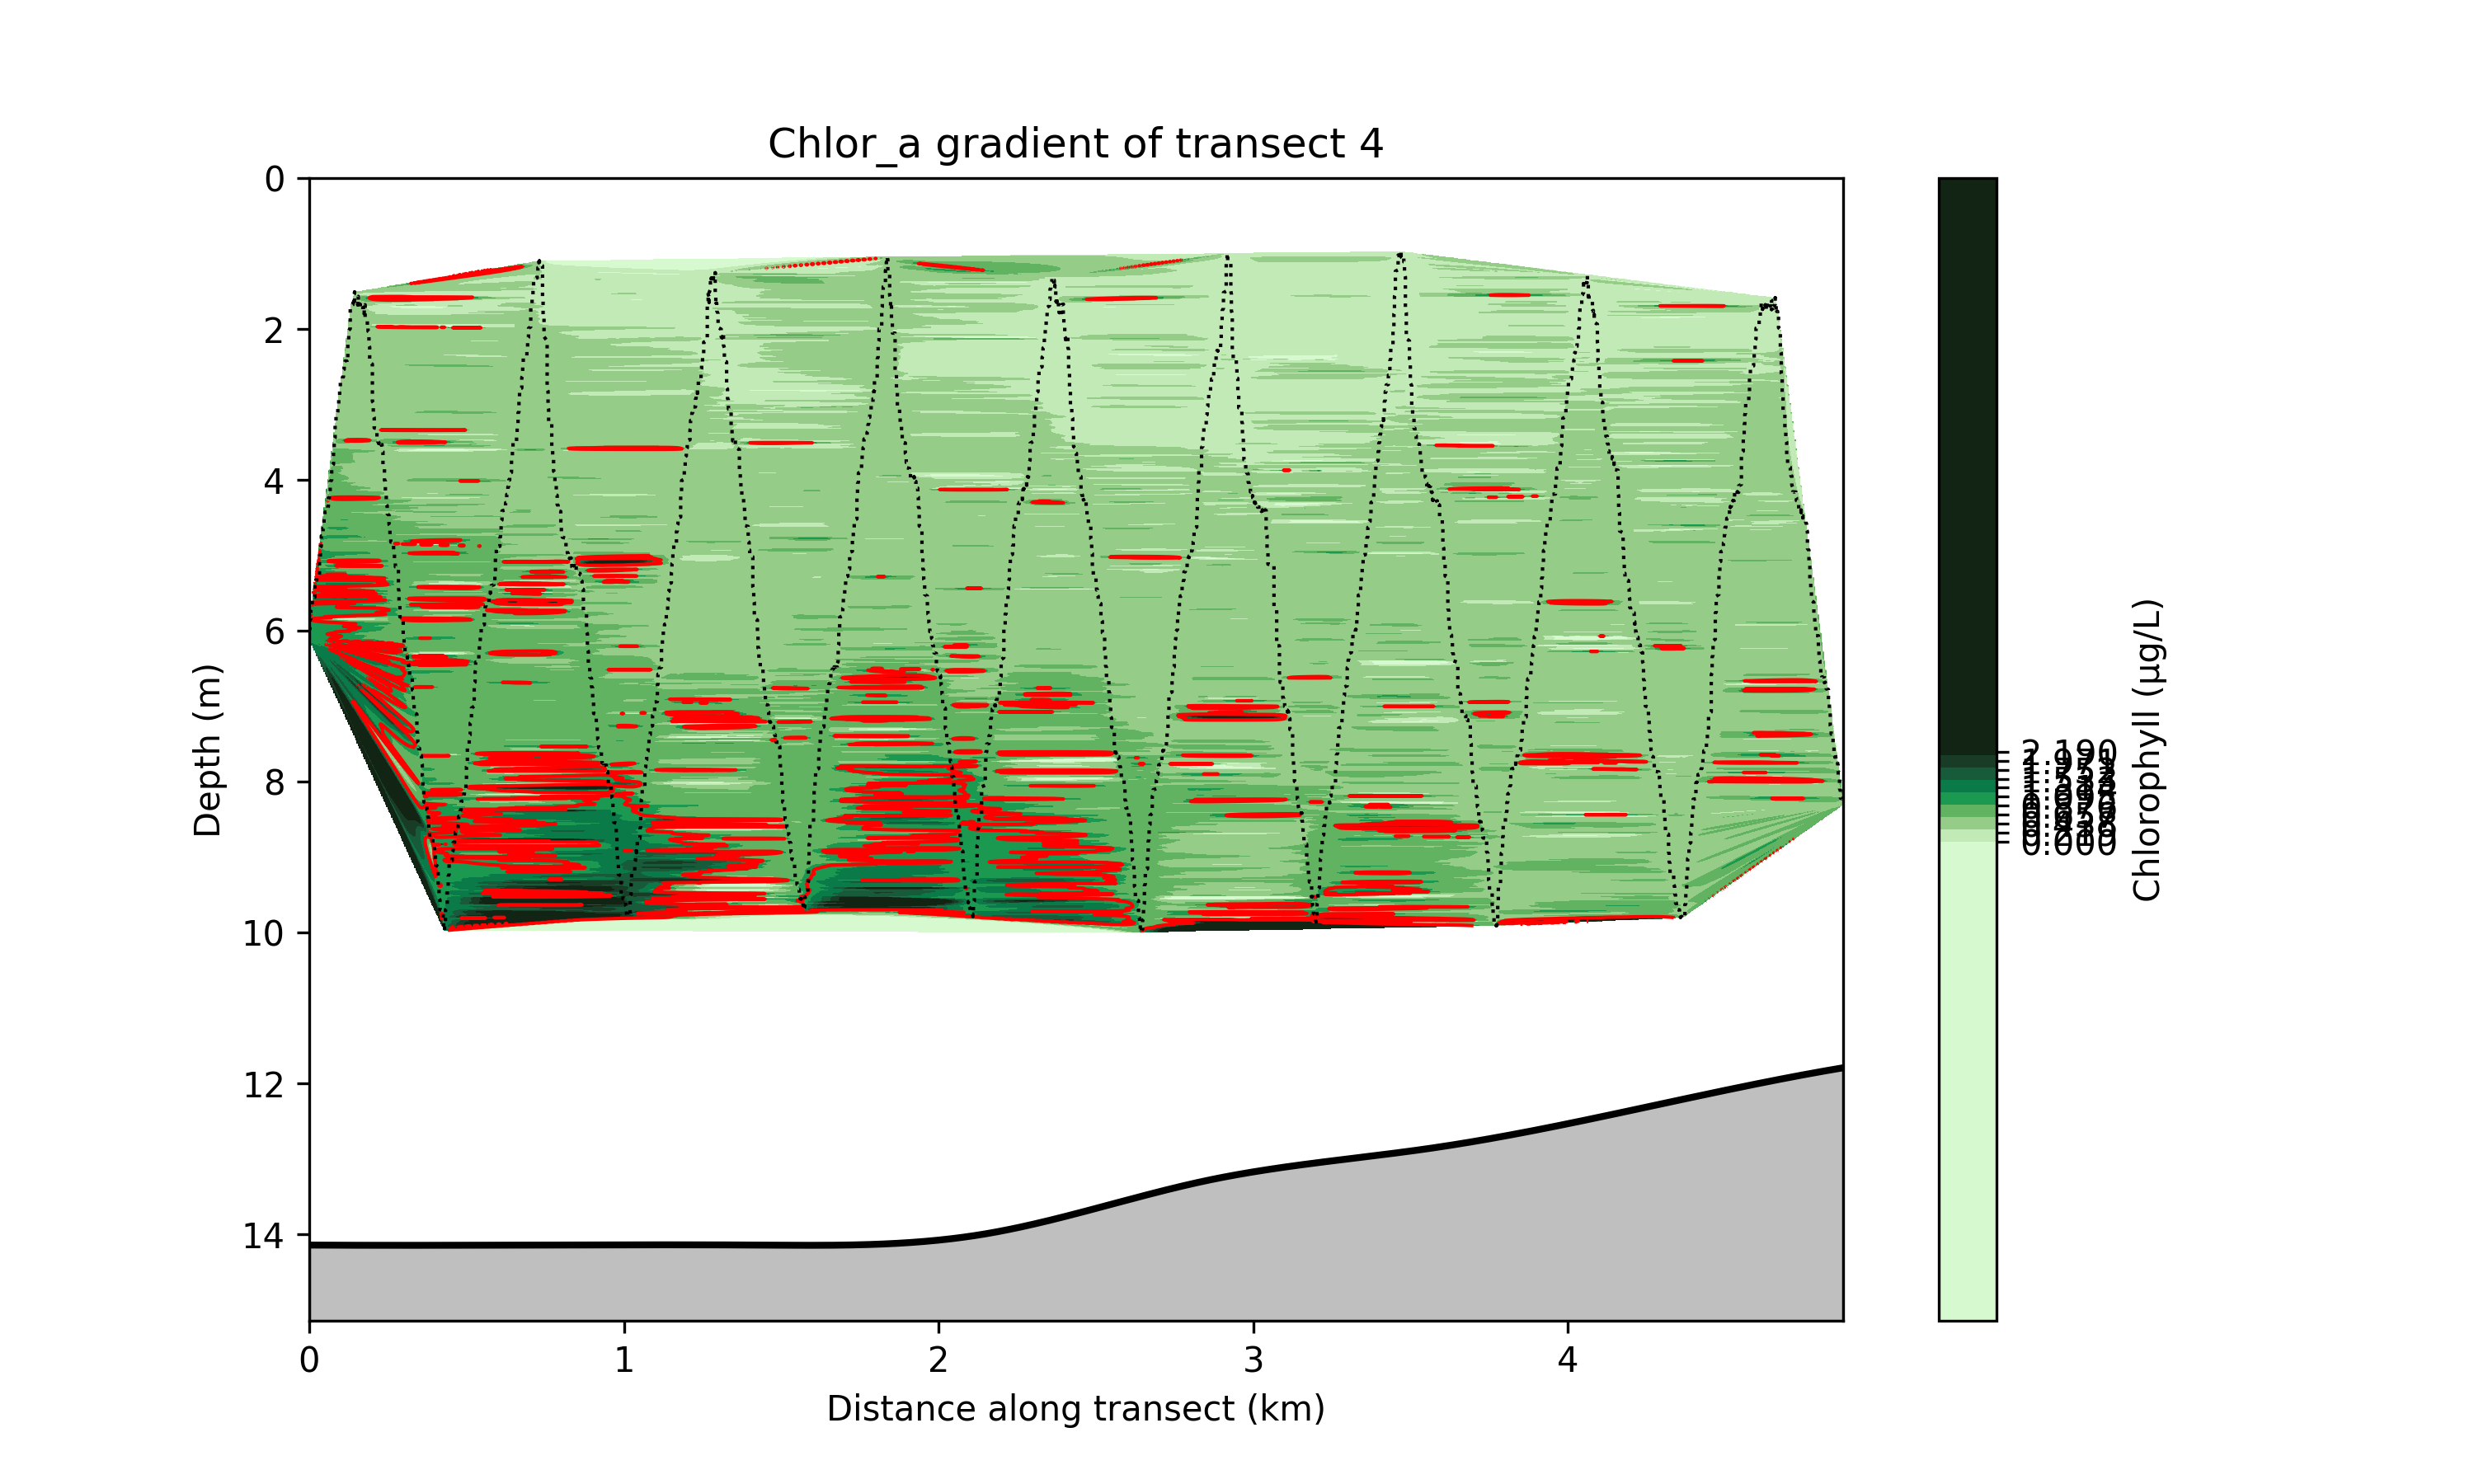 Chlor_a gradient of transect 4
0
2
4
6
8
10
12
14
Depth (m)
0 1 2 3 4
Distance along transect (km)
2.190
0.000
Chlorophyll (µg/L)